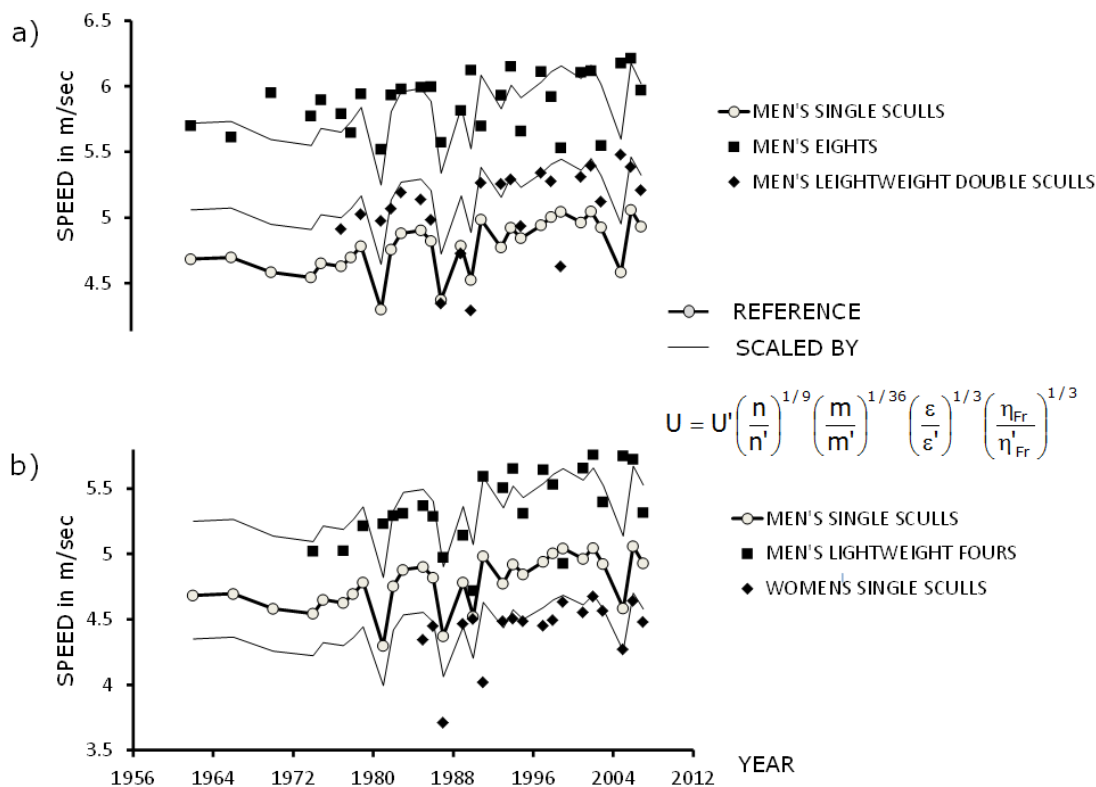 a)
SPEED in m/sec
6.5
6
5.5
5
4.5
MEN'S SINGLE SCULLS
MEN'S EIGHTS
MEN'S LEIGHTWEIGHT DOUBLE SCULLS
REFERENCE
SCALED BY
U = U'(n/n')^1/9 (m/m')^1/36 (ε/ε')^1/3 (ηFr/η'Fr)^1/3
b)
SPEED in m/sec
5.5
5
4.5
4
3.5
MEN'S SINGLE SCULLS
MEN'S LIGHTWEIGHT FOURS
WOMEN'S SINGLE SCULLS
1956 1964 1972 1980 1988 1996 2004 2012
YEAR